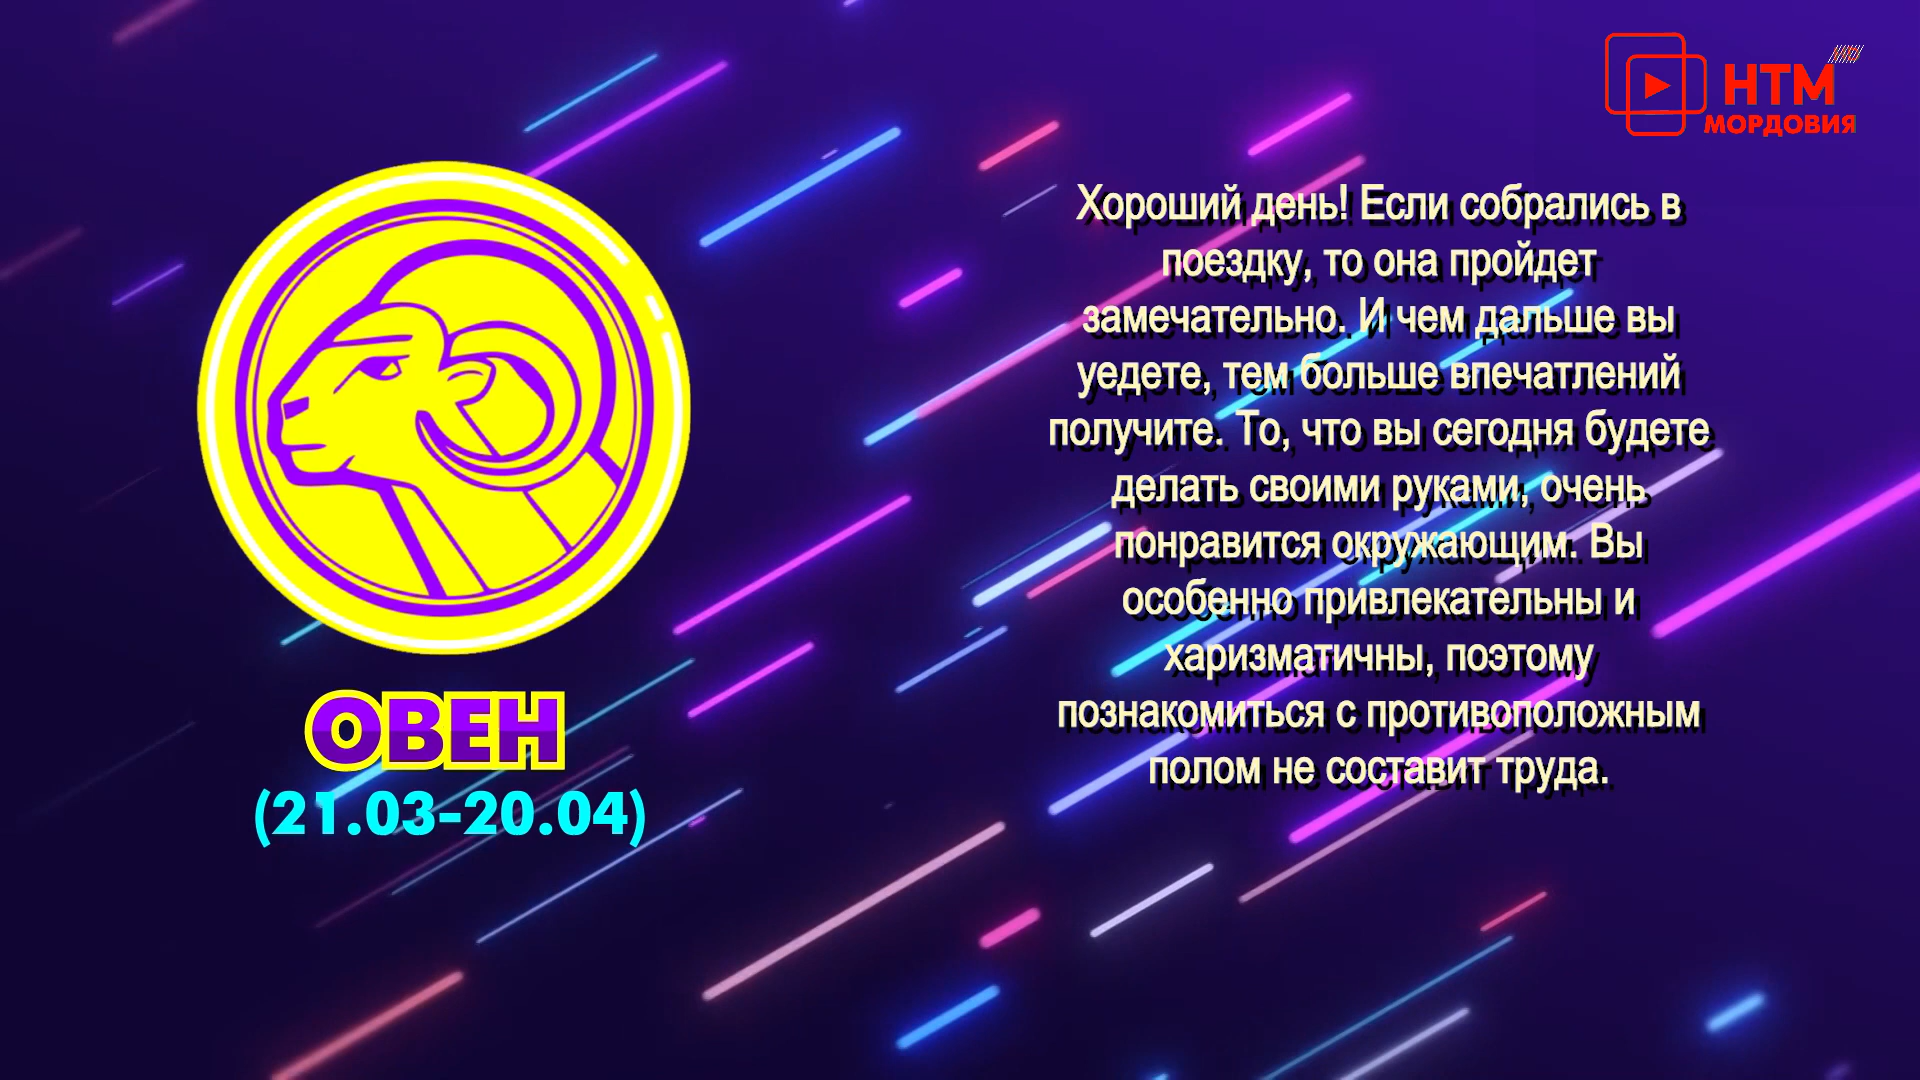 НТМ
МОРДОВИЯ
Хороший день! Если собрались в
поездку, то она пройдет
замечательно. И чем дальше вы
уедете, тем больше впечатлений
получите. То, что вы сегодня будете
делать своими руками, очень
понравится окружающим. Вы
особенно привлекательны и
харизматичны, поэтому
познакомиться с противоположным
полом не составит труда.
ОВЕН
(21.03-20.04)